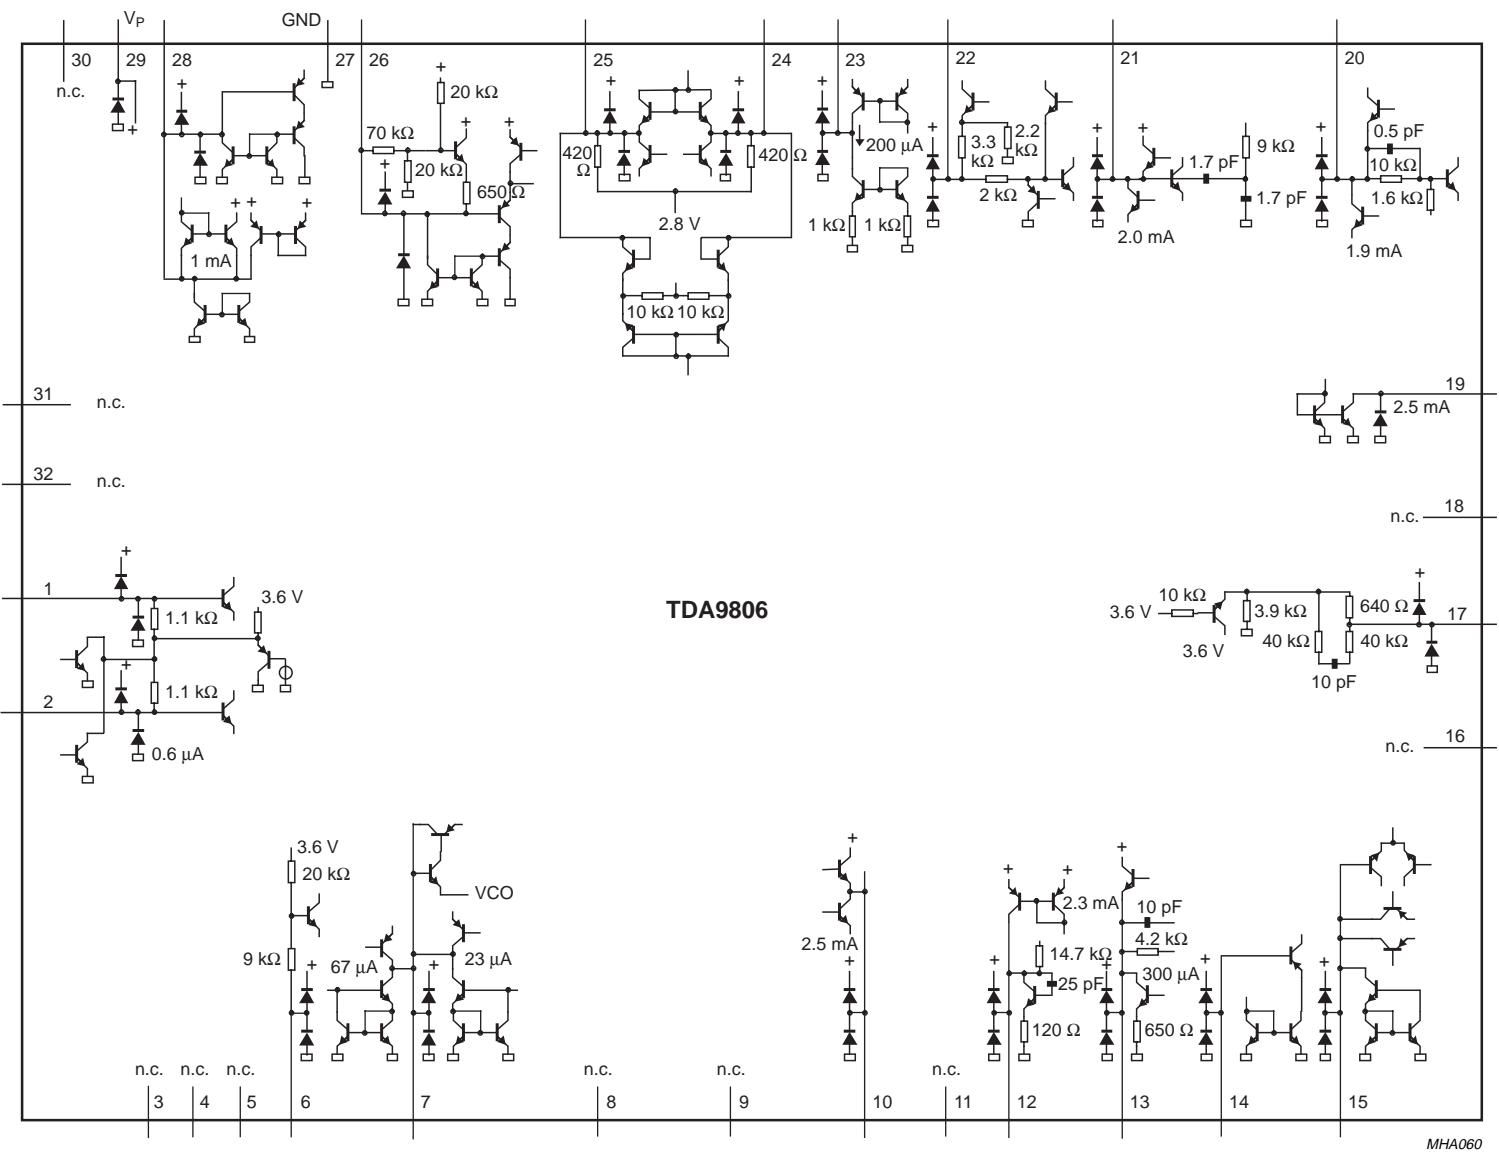 VP GND
30 29 28 27 26 25 24 23 22 21 20
n.c.
+ + + + + + + + + + +
20 kΩ
70 kΩ
20 kΩ
650 Ω
+
420 Ω
420 Ω
2.8 V
200 µA
1 kΩ 1 kΩ
3.3 kΩ
2.2 kΩ
2 kΩ
1.7 pF
9 kΩ
1.7 pF
2.0 mA
0.5 pF
10 kΩ
1.6 kΩ
1.9 mA
+ + +
1 mA
10 kΩ 10 kΩ
31 n.c.
19
2.5 mA
32 n.c.
n.c. 18
+
1
1.1 kΩ
3.6 V
TDA9806
+
1.1 kΩ
2
0.6 µA
10 kΩ
3.6 V
3.6 V
3.9 kΩ
640 Ω
40 kΩ
40 kΩ
10 pF
+
17
n.c. 16
3.6 V
20 kΩ
9 kΩ
+
VCO
67 µA
+
23 µA
+
2.5 mA
+
+ +
2.3 mA
14.7 kΩ
25 pF
+
120 Ω
+
10 pF
4.2 kΩ
300 µA
+
650 Ω
+
+
n.c. n.c. n.c. n.c. n.c. n.c.
3 4 5 6 7 8 9 10 11 12 13 14 15
MHA060